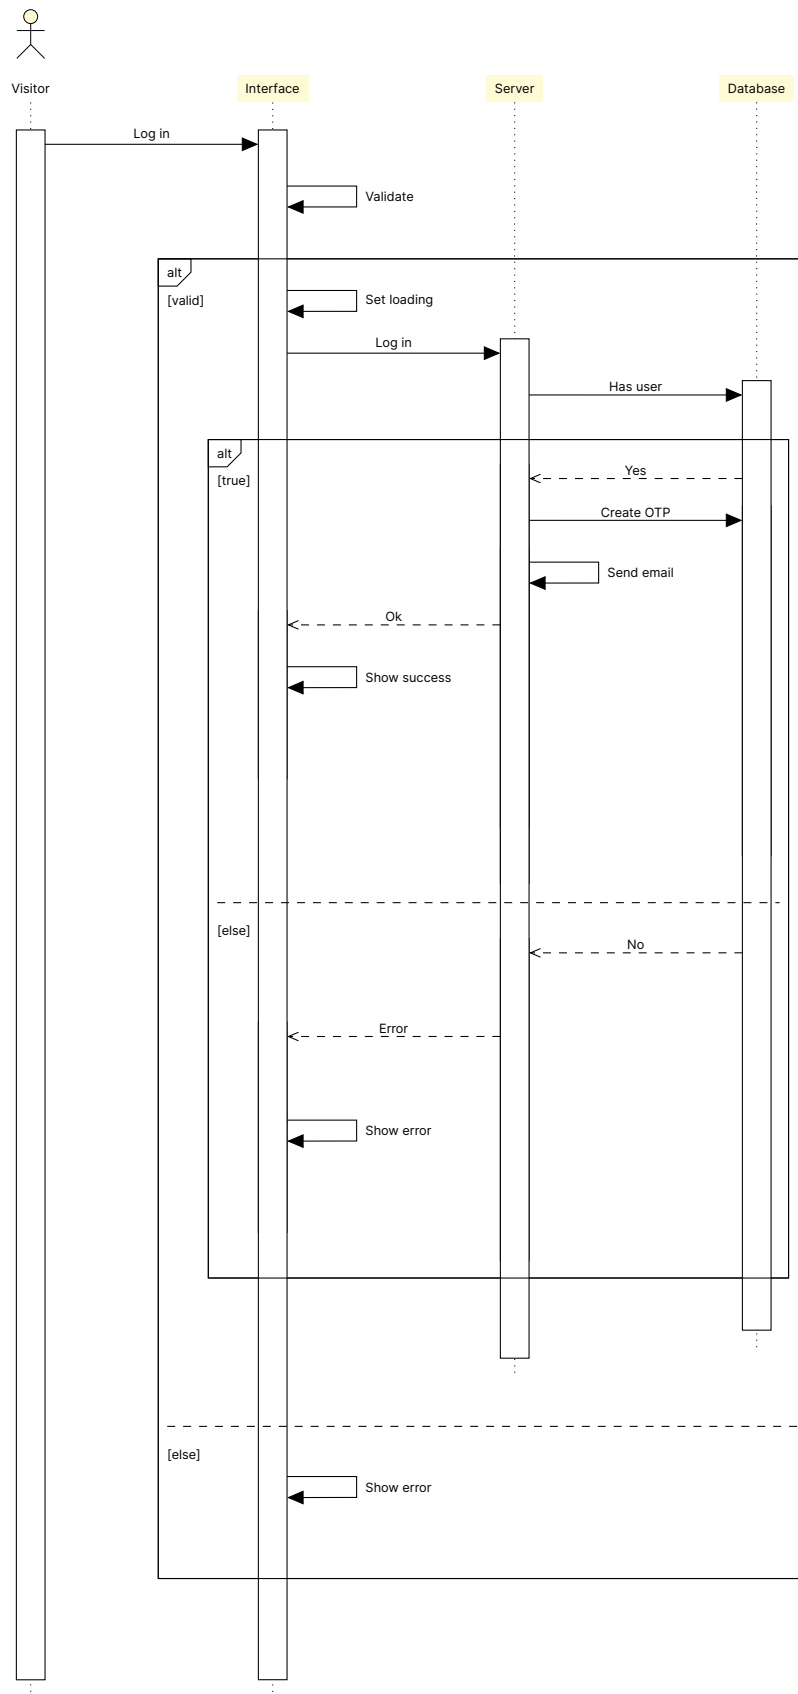 Visitor
Interface
Server
Database
Log in
Validate
alt
[valid]
Set loading
Log in
Has user
alt
[true]
Yes
Create OTP
Send email
Ok
Show success
[else]
No
Error
Show error
[else]
Show error